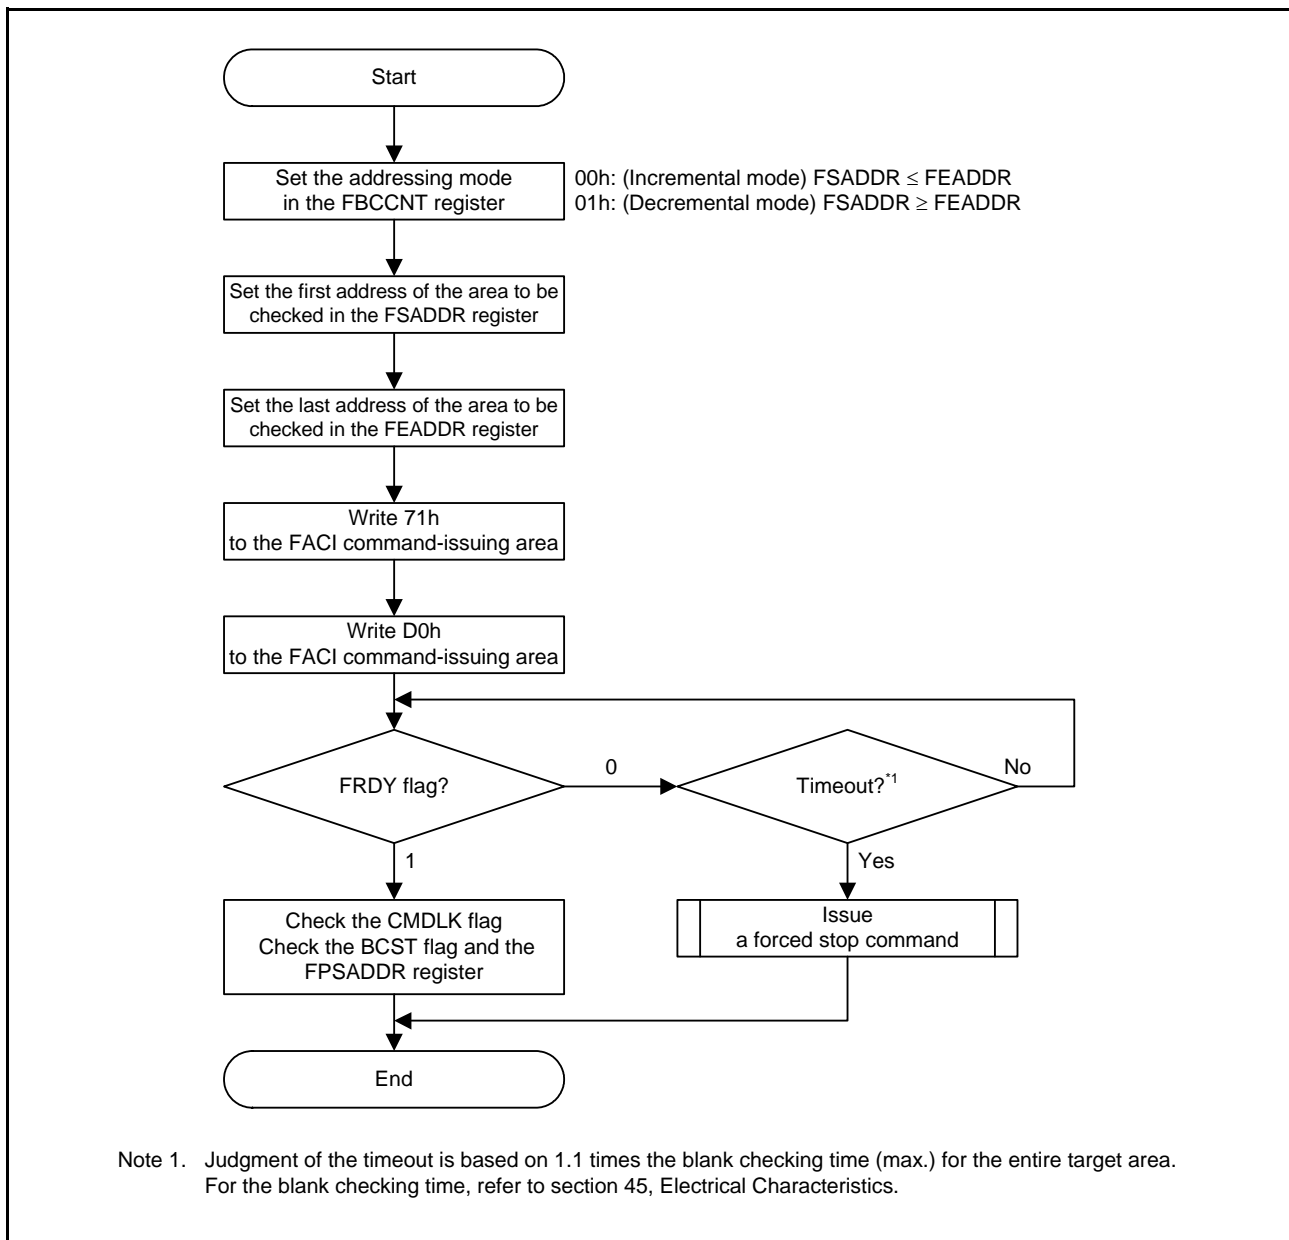 Start
Set the addressing mode
in the FBCCNT register
00h: (Incremental mode) FSADDR ≤ FEADDR
01h: (Decremental mode) FSADDR ≥ FEADDR
Set the first address of the area to be
checked in the FSADDR register
Set the last address of the area to be
checked in the FEADDR register
Write 71h
to the FACI command-issuing area
Write D0h
to the FACI command-issuing area
FRDY flag?
0
Timeout?*1
No
1
Yes
Check the CMDLK flag
Check the BCST flag and the
FPSADDR register
Issue
a forced stop command
End
Note 1. Judgment of the timeout is based on 1.1 times the blank checking time (max.) for the entire target area.
For the blank checking time, refer to section 45, Electrical Characteristics.